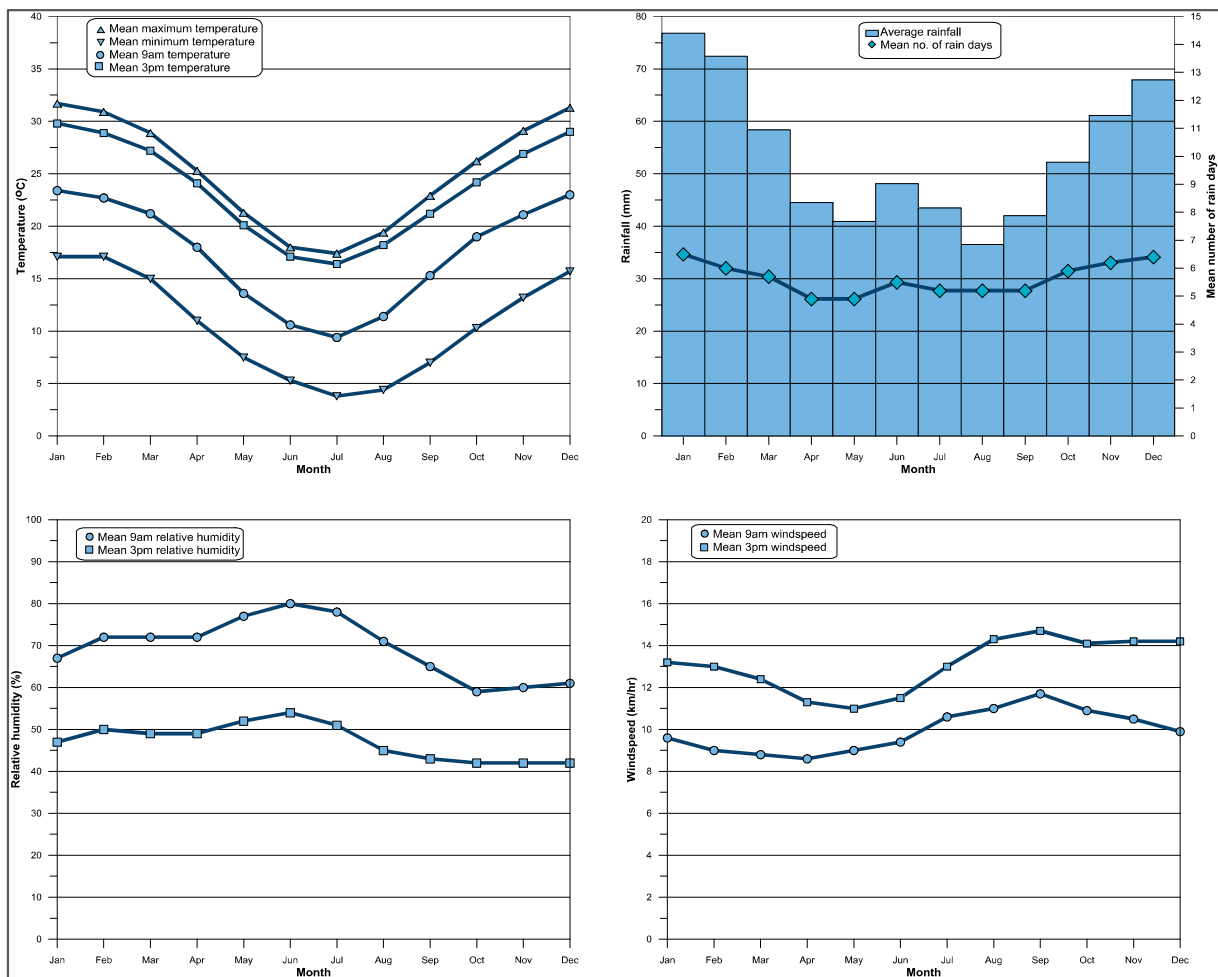 40
35
30
25
20
15
10
5
0
Temperature (ºC)
Mean maximum temperature
Mean minimum temperature
Mean 9am temperature
Mean 3pm temperature
Jan Feb Mar Apr May Jun Jul Aug Sep Oct Nov Dec
Month
80
70
60
50
40
30
20
10
0
Rainfall (mm)
Average rainfall
Mean no. of rain days
15
14
13
12
11
10
9
8
7
6
5
4
3
2
1
0
Mean number of rain days
Jan Feb Mar Apr May Jun Jul Aug Sep Oct Nov Dec
Month
100
90
80
70
60
50
40
30
20
10
0
Relative humidity (%)
Mean 9am relative humidity
Mean 3pm relative humidity
Jan Feb Mar Apr May Jun Jul Aug Sep Oct Nov Dec
Month
20
18
16
14
12
10
8
6
4
2
0
Windspeed (km/hr)
Mean 9am windspeed
Mean 3pm windspeed
Jan Feb Mar Apr May Jun Jul Aug Sep Oct Nov Dec
Month